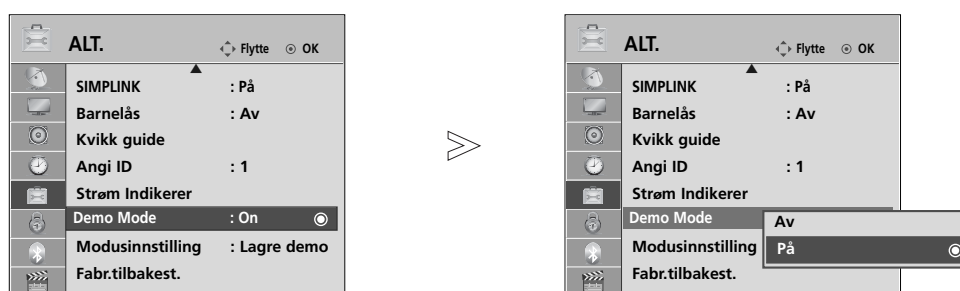 ALT.
Flytte OK
SIMPLINK : På
Barnelås : Av
Kvikk guide
Angi ID : 1
Strøm Indikerer
Demo Mode : On
Modusinnstilling : Lagre demo
Fabr.tilbakest.
ALT.
Flytte OK
SIMPLINK : På
Barnelås : Av
Kvikk guide
Angi ID : 1
Strøm Indikerer
Demo Mode
Av
Modusinnstilling
På
Fabr.tilbakest.